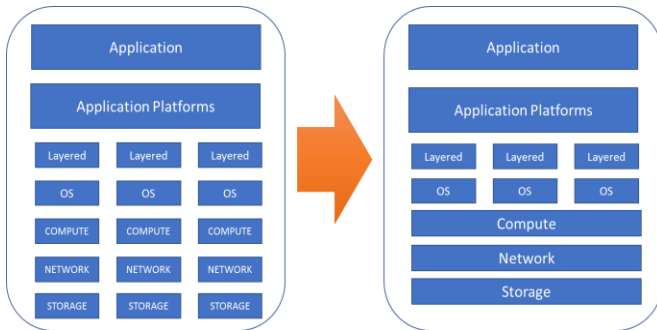 Application
Application Platforms
Layered Layered Layered
OS OS OS
COMPUTE COMPUTE COMPUTE
NETWORK NETWORK NETWORK
STORAGE STORAGE STORAGE
Application
Application Platforms
Layered Layered Layered
OS OS OS
Compute
Network
Storage